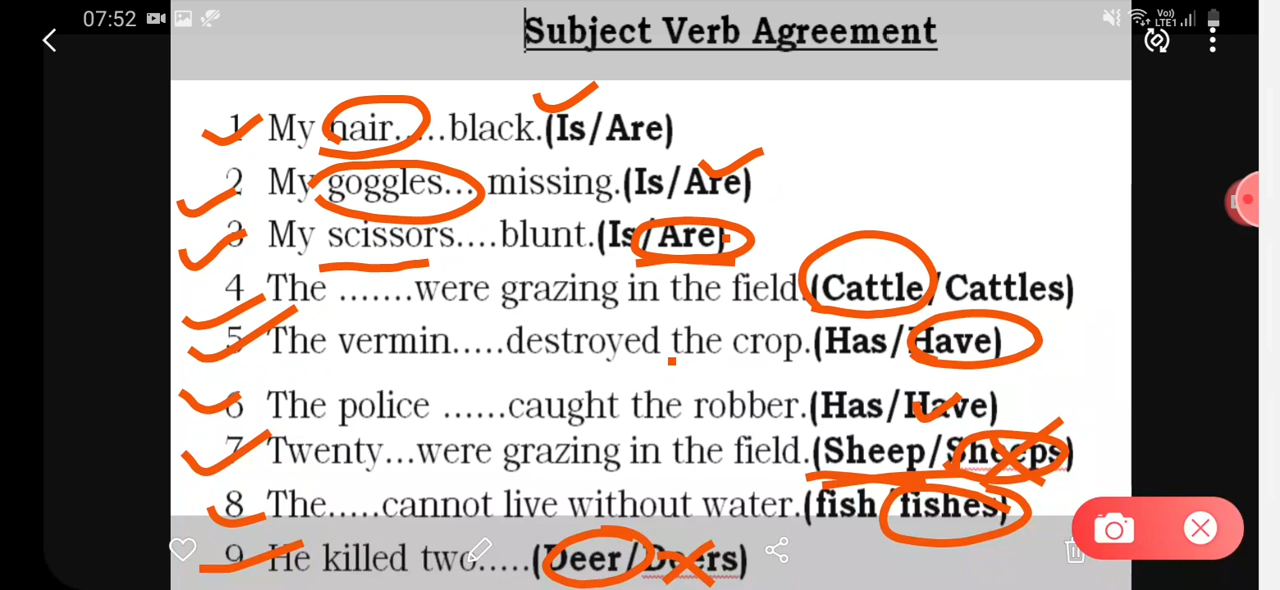 07:52
Vo)
LTE1
Subject Verb Agreement
1 My hair.....black.(Is/Are)
2 My goggles... missing.(Is/Are)
3 My scissors....blunt.(Is/Are)
4 The .......were grazing in the field.(Cattle/Cattles)
5 The vermin.....destroyed the crop.(Has/Have)
6 The police ......caught the robber.(Has/Have)
7 Twenty...were grazing in the field.(Sheep/Sheeps)
8 The.....cannot live without water.(fish/fishes)
9 He killed two.....(Deer/Deers)